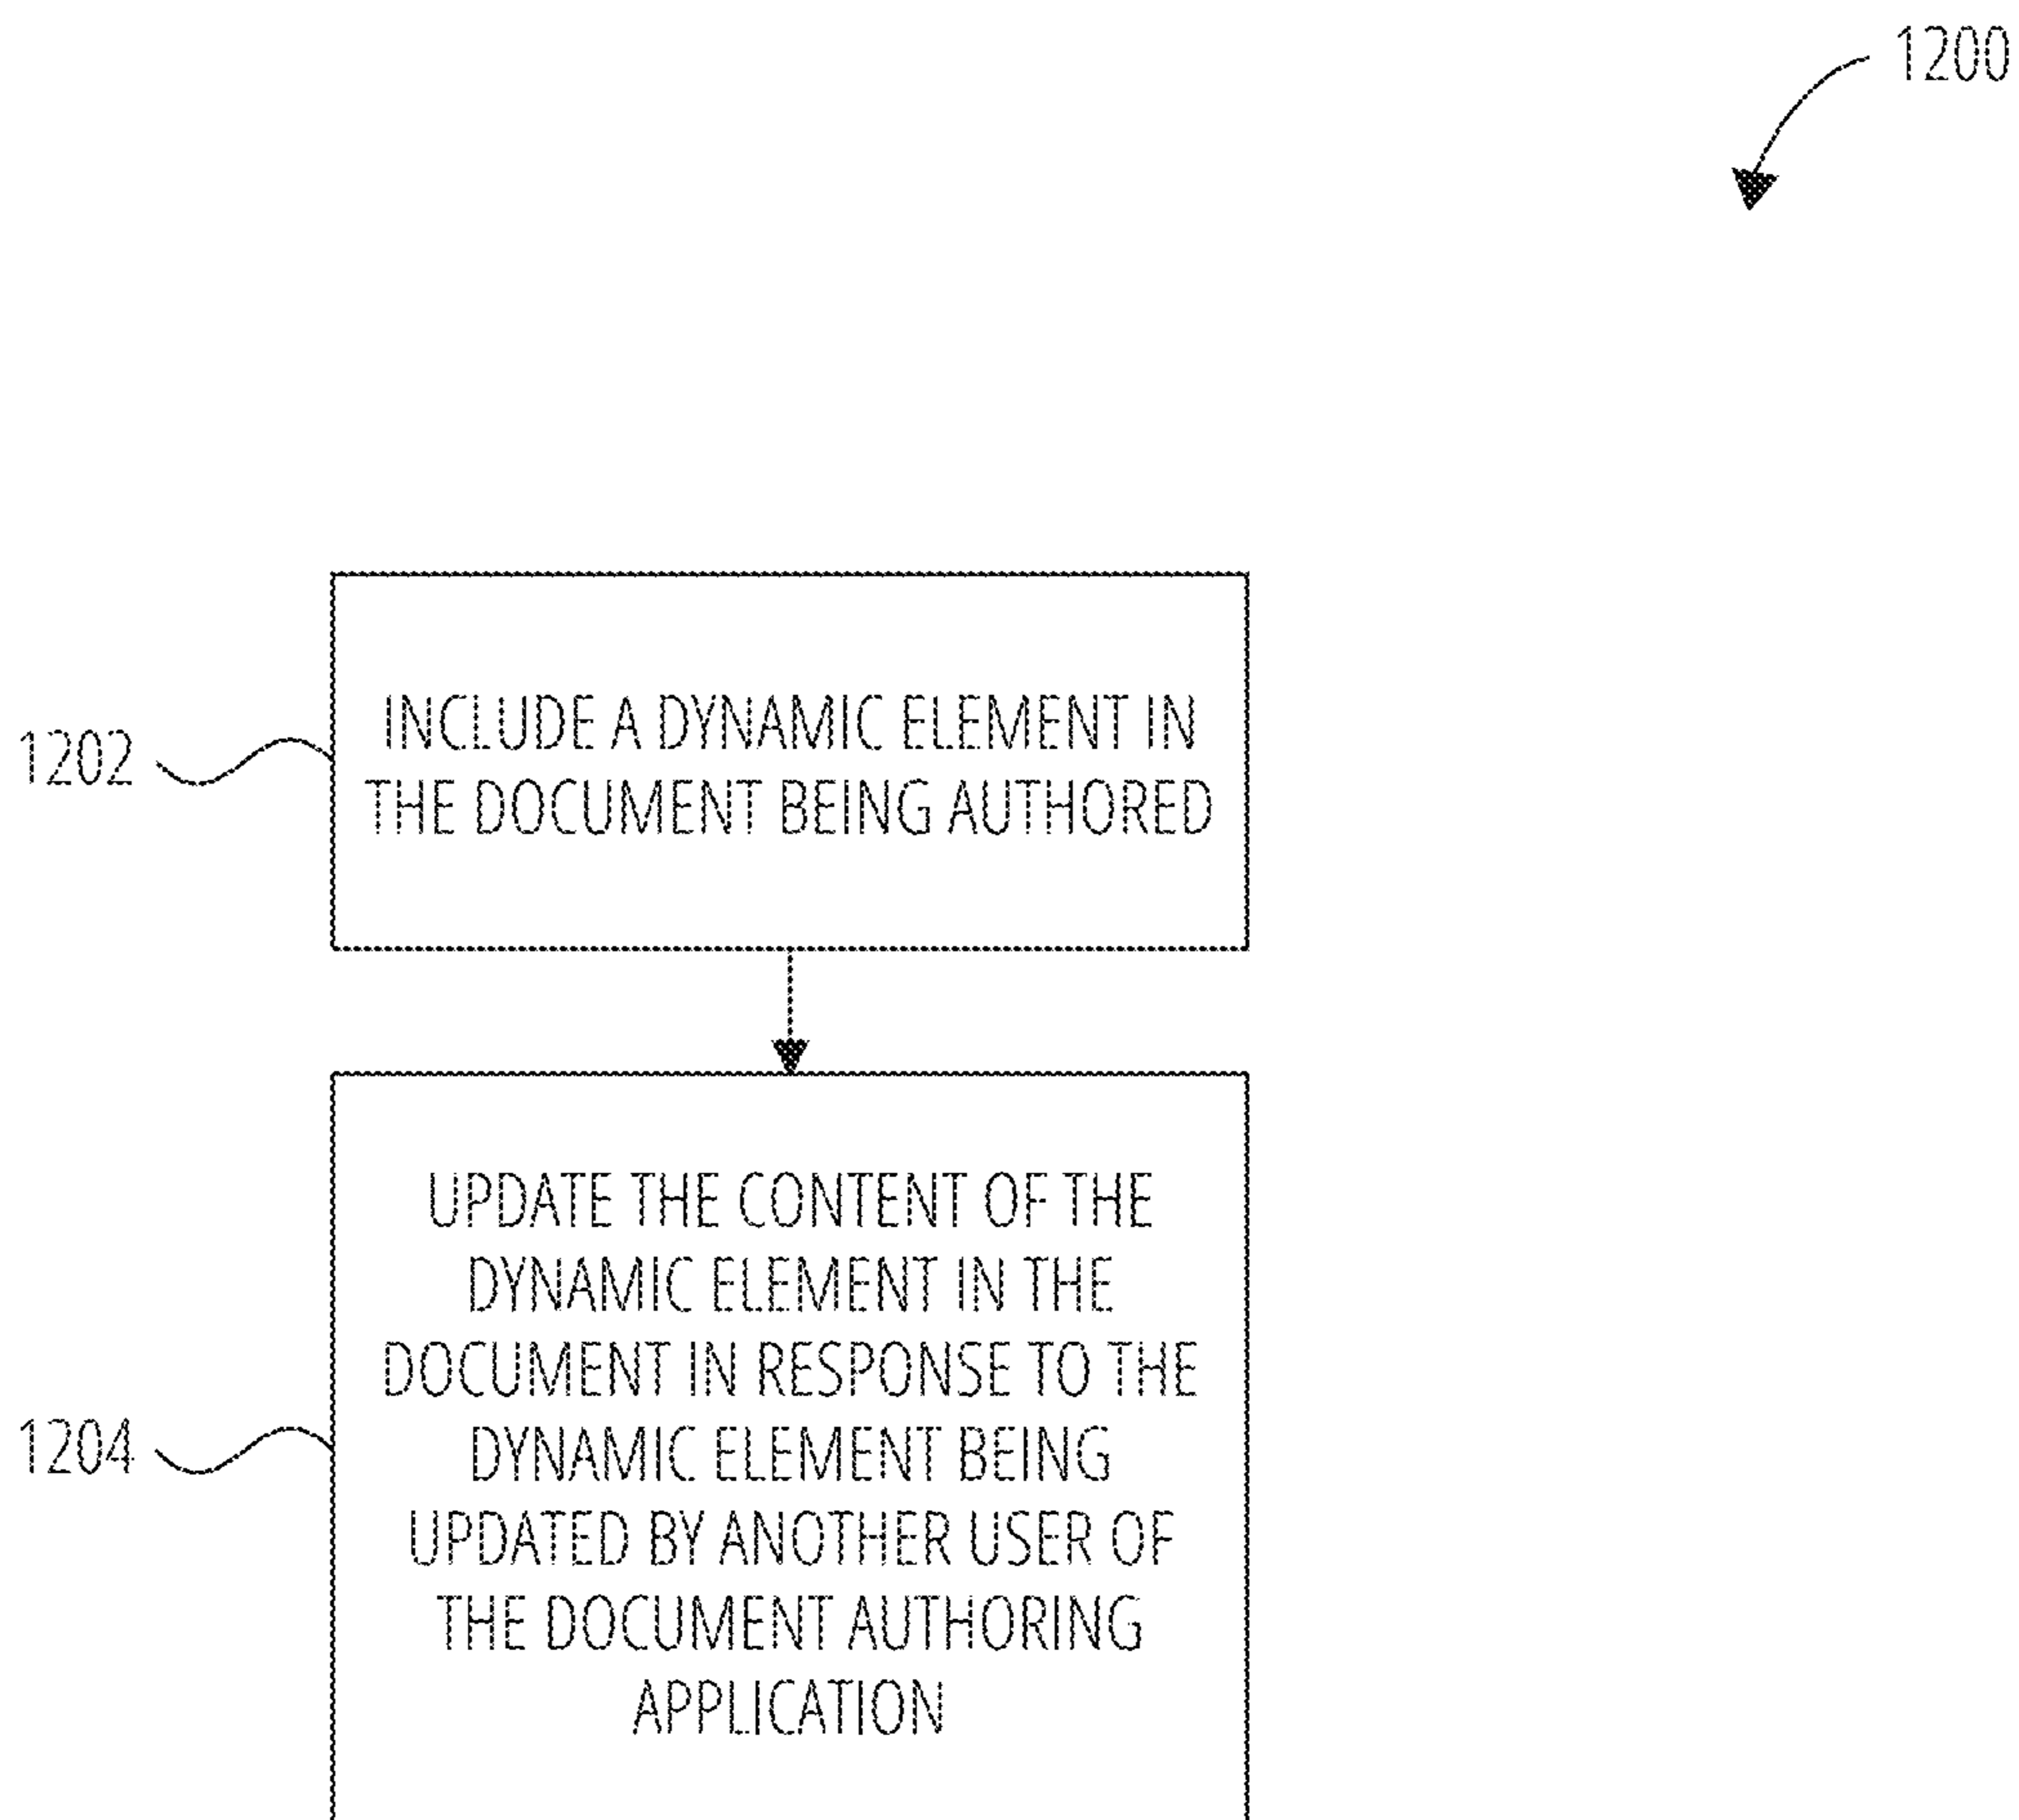 1200
1202
INCLUDE A DYNAMIC ELEMENT IN
THE DOCUMENT BEING AUTHORED
1204
UPDATE THE CONTENT OF THE
DYNAMIC ELEMENT IN THE
DOCUMENT IN RESPONSE TO THE
DYNAMIC ELEMENT BEING
UPDATED BY ANOTHER USER OF
THE DOCUMENT AUTHORING
APPLICATION